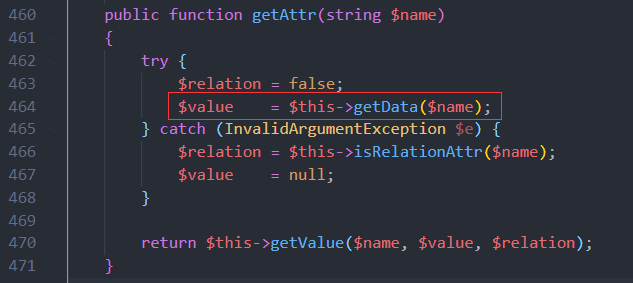 460 public function getAttr(string $name)
461 {
462 try {
463 $relation = false;
464 $value    = $this->getData($name);
465 } catch (InvalidArgumentException $e) {
466 $relation = $this->isRelationAttr($name);
467 $value    = null;
468 }
469
470 return $this->getValue($name, $value, $relation);
471 }